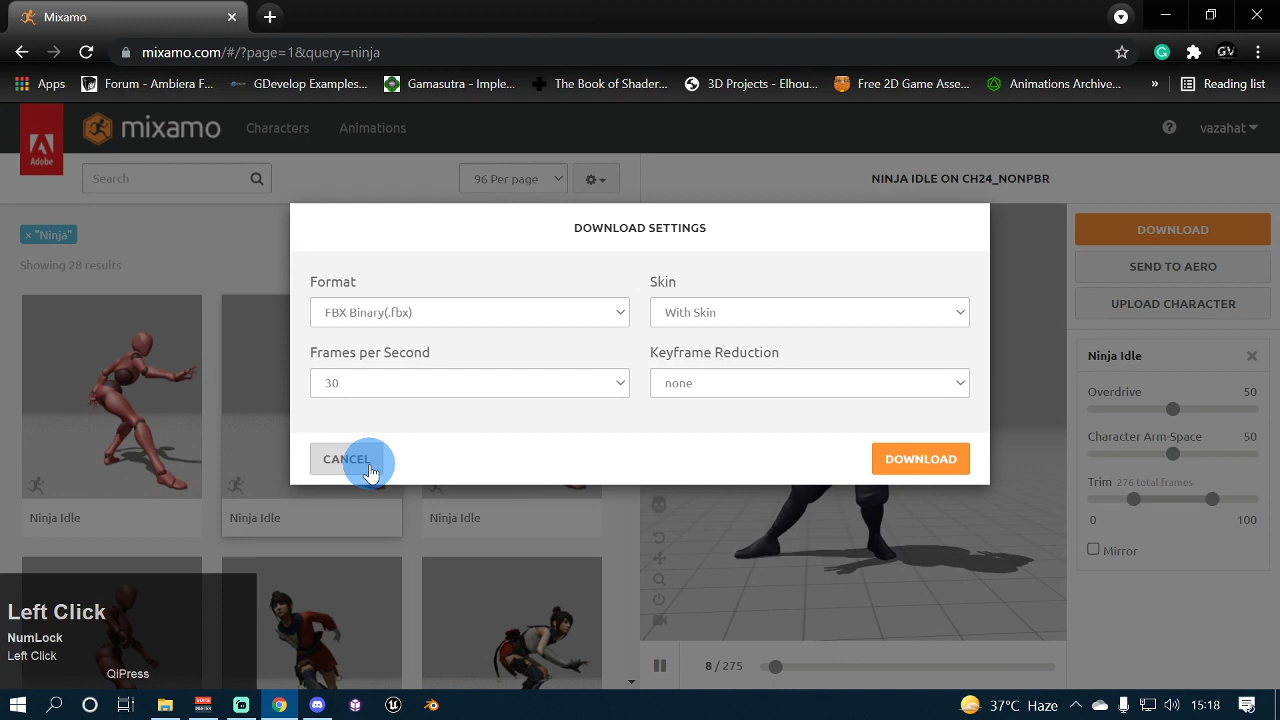 Mixamo
mixamo.com/#/?page=1&query=ninja
Apps
Forum - Ambiera F...
GDevelop Examples...
Gamasutra - Imple...
The Book of Shader...
3D Projects - Elhou...
Free 2D Game Asse...
Animations Archive...
»
Reading list
Adobe
mixamo
Characters
Animations
vazahat
Search
96 Per page
NINJA IDLE ON CH24_NONPBR
× "Ninja"
Showing 28 results
DOWNLOAD SETTINGS
Format
Skin
FBX Binary(.fbx)
With Skin
Frames per Second
Keyframe Reduction
30
none
CANCEL
DOWNLOAD
DOWNLOAD
SEND TO AERO
UPLOAD CHARACTER
Ninja Idle
Overdrive 50
Character Arm-Space 50
Trim 276 total frames
0 100
Mirror
Ninja Idle
Ninja Idle
Ninja Idle
Left Click
NumLock
Left Click
QiPress
8 / 275
37°C Haze
15:18